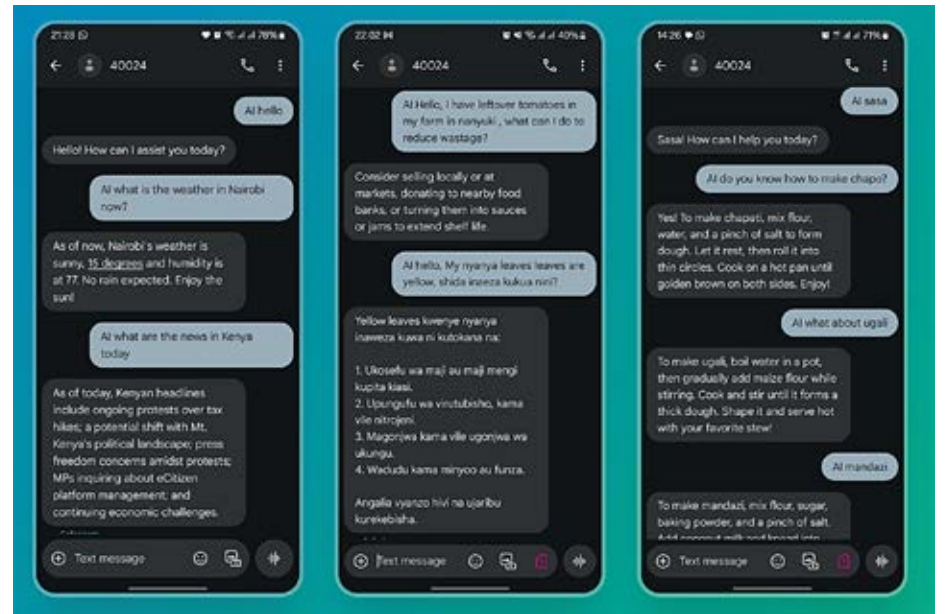 21:28
78%
40024
AI hello
Hello! How can I assist you today?
AI what is the weather in Nairobi
now?
As of now, Nairobi's weather is
sunny, 15 degrees and humidity is
at 77. No rain expected. Enjoy the
sun!
AI what are the news in Kenya
today
As of today, Kenyan headlines
include ongoing protests over tax
hikes; a potential shift with Mt.
Kenya's political landscape; press
freedom concerns amidst protests;
MPs inquiring about eCitizen
platform management; and
continuing economic challenges.
Text message
22:02
40%
40024
AI Hello, I have leftover tomatoes in
my farm in nanyuki , what can I do to
reduce wastage?
Consider selling locally or at
markets, donating to nearby food
banks, or turning them into sauces
or jams to extend shelf life.
AI hello, My nyanya leaves leaves are
yellow, shida inaeza kukua nini?
Yellow leaves kwenye nyanya
inaweza kuwa ni kutokana na:
1. Ukosefu wa maji au maji mengi
kupita kiasi.
2. Upungufu wa virutubisho, kama
vile nitrojeni.
3. Magonjwa kama vile ugonjwa wa
ukungu.
4. Wadudu kama minyoo au funza.
Angalia vyanzo hivi na ujaribu
kurekebisha.
Text message
14:26
71%
40024
AI sasa
Sasa! How can I help you today?
AI do you know how to make chapo?
Yes! To make chapati, mix flour,
water, and a pinch of salt to form
dough. Let it rest, then roll it into
thin circles. Cook on a hot pan until
golden brown on both sides. Enjoy!
AI what about ugali
To make ugali, boil water in a pot,
then gradually add maize flour while
stirring. Cook and stir until it forms a
thick dough. Shape it and serve hot
with your favorite stew!
AI mandazi
To make mandazi, mix flour, sugar,
baking powder, and a pinch of salt.
Add coconut milk and knead into
Text message